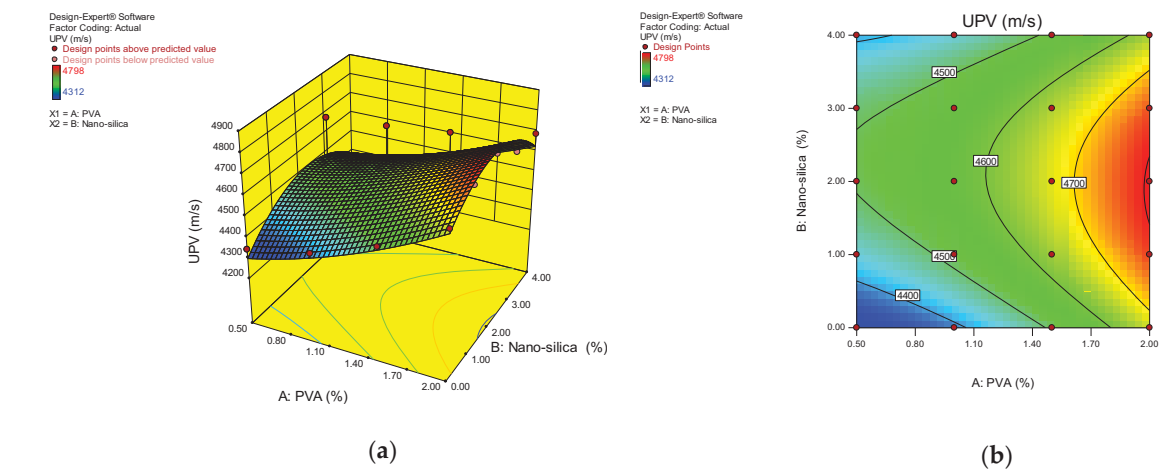 Design-Expert® Software
Factor Coding: Actual
UPV (m/s)
Design points above predicted value
Design points below predicted value
4798
4312
X1 = A: PVA
X2 = B: Nano-silica
4900
4800
4700
4600
4500
4400
4300
4200
UPV (m/s)
0.50
0.80
1.10
1.40
1.70
2.00
A: PVA (%)
0.00
1.00
2.00
3.00
4.00
B: Nano-silica (%)
(a)
Design-Expert® Software
Factor Coding: Actual
UPV (m/s)
Design Points
4798
4312
X1 = A: PVA
X2 = B: Nano-silica
UPV (m/s)
4.00
3.00
2.00
1.00
0.00
B: Nano-silica (%)
4500
4600
4700
4500
4400
0.50
0.80
1.10
1.40
1.70
2.00
A: PVA (%)
(b)